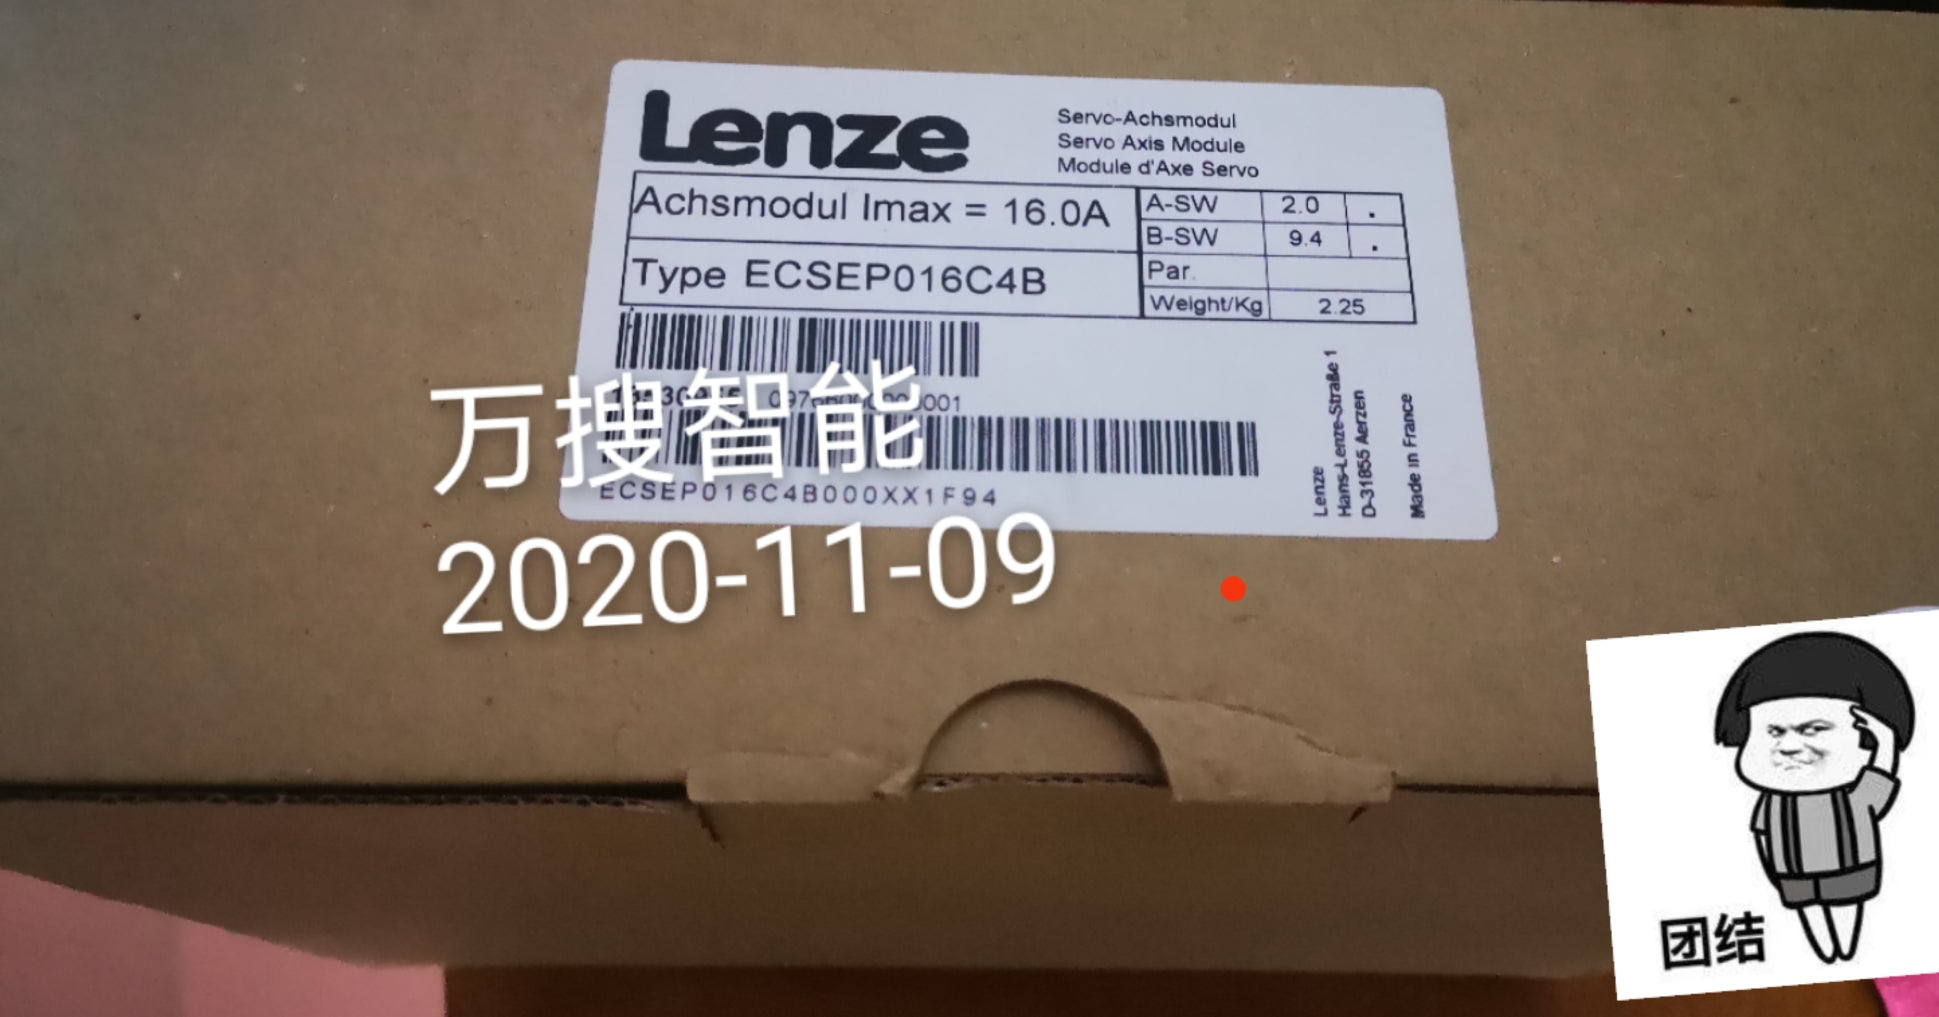 Lenze
Servo-Achsmodul
Servo Axis Module
Module d'Axe Servo
Achsmodul Imax = 16.0A
A-SW 2.0 .
B-SW 9.4 .
Type ECSEP016C4B
Par.
Weight/Kg 2.25
万搜智能
ECSEP016C4B000XX1F94
2020-11-09
Lenze
Hans-Lenze-Straße 1
D-31855 Aerzen
Made in France
团结